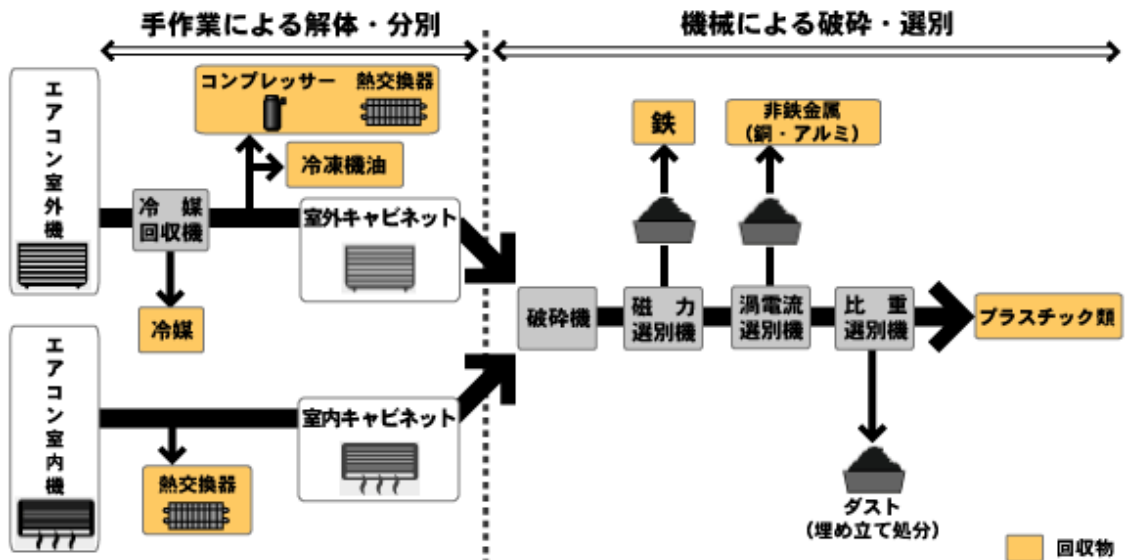 手作業による解体・分別
機械による破砕・選別
エアコン室外機
コンプレッサー
熱交換器
冷凍機油
冷媒
回収機
冷媒
室外キャビネット
エアコン室内機
熱交換器
室内キャビネット
破砕機
磁力
選別機
鉄
渦電流
選別機
非鉄金属
(銅・アルミ)
比重
選別機
プラスチック類
ダスト
(埋め立て処分)
回収物